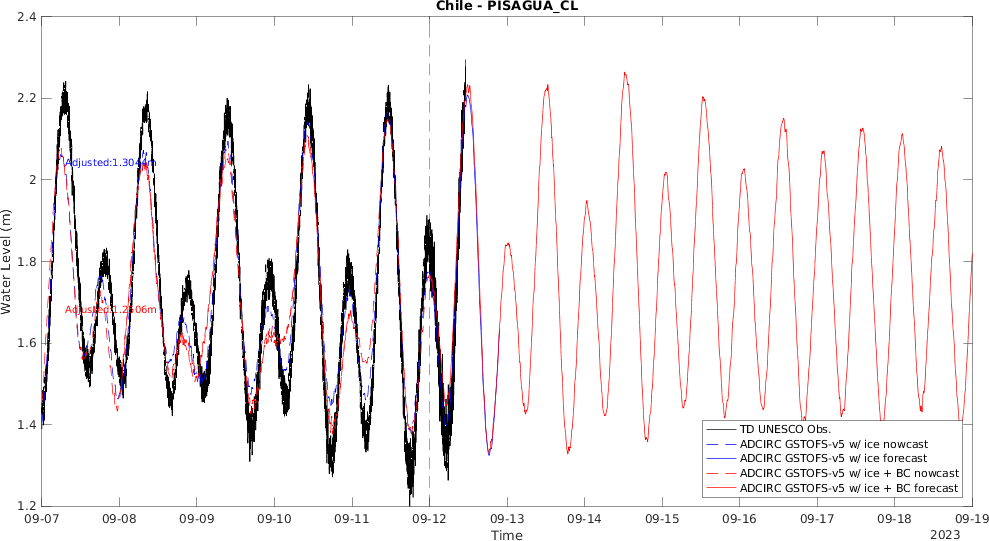 Chile - PISAGUA_CL
2.4
2.2
2
1.8
1.6
1.4
1.2
Water Level (m)
Adjusted:1.3044m
Adjusted:1.2506m
TD UNESCO Obs.
ADCIRC GSTOFS-v5 w/ ice nowcast
ADCIRC GSTOFS-v5 w/ ice forecast
ADCIRC GSTOFS-v5 w/ ice + BC nowcast
ADCIRC GSTOFS-v5 w/ ice + BC forecast
09-07 09-08 09-09 09-10 09-11 09-12 09-13 09-14 09-15 09-16 09-17 09-18 09-19
Time
2023